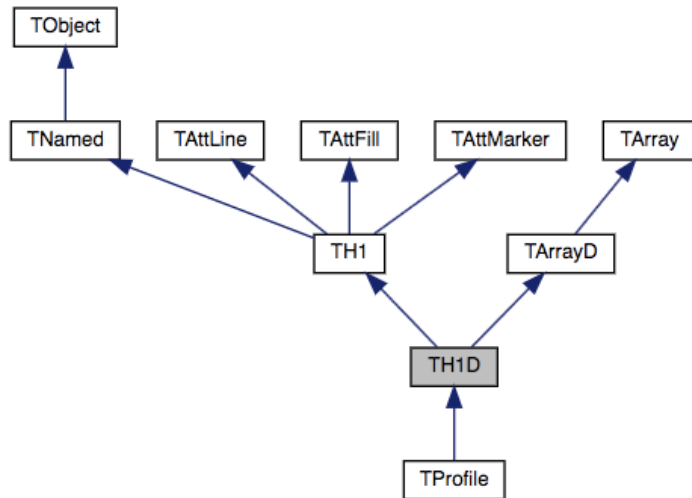 TObject
TNamed
TAttLine
TAttFill
TAttMarker
TArray
TH1
TArrayD
TH1D
TProfile